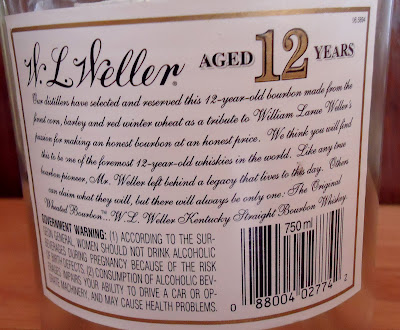 W. L. Weller® AGED 12 YEARS
Our distillers have selected and reserved this 12-year-old bourbon made from the
finest corn, barley and red winter wheat as a tribute to William Larue Weller's
passion for making an honest bourbon at an honest price. We think you will find
this to be one of the foremost 12-year-old whiskies in the world. Like any true
bourbon pioneer, Mr. Weller left behind a legacy that lives to this day. Others
can claim what they will, but there will always be only one: The Original
Wheated Bourbon™. W.L. Weller Kentucky Straight Bourbon Whiskey.
GOVERNMENT WARNING: (1) ACCORDING TO THE SUR-
GEON GENERAL, WOMEN SHOULD NOT DRINK ALCOHOLIC
BEVERAGES DURING PREGNANCY BECAUSE OF THE RISK
OF BIRTH DEFECTS. (2) CONSUMPTION OF ALCOHOLIC BEV-
ERAGES IMPAIRS YOUR ABILITY TO DRIVE A CAR OR OP-
ERATE MACHINERY, AND MAY CAUSE HEALTH PROBLEMS.
750 ml
0 88004 02774 2